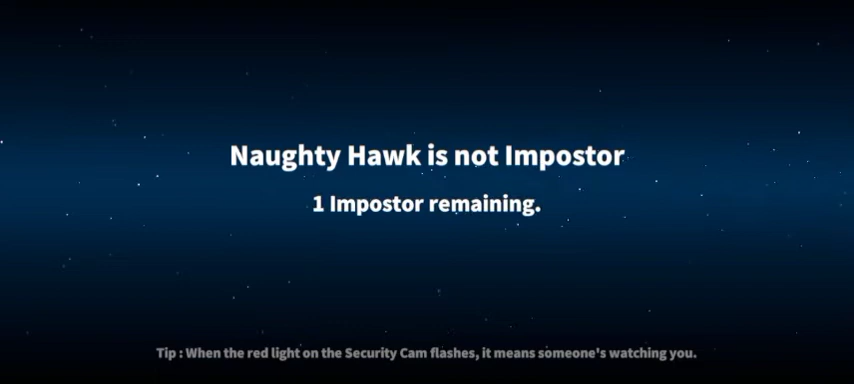 Naughty Hawk is not Impostor
1 Impostor remaining.
Tip : When the red light on the Security Cam flashes, it means someone's watching you.